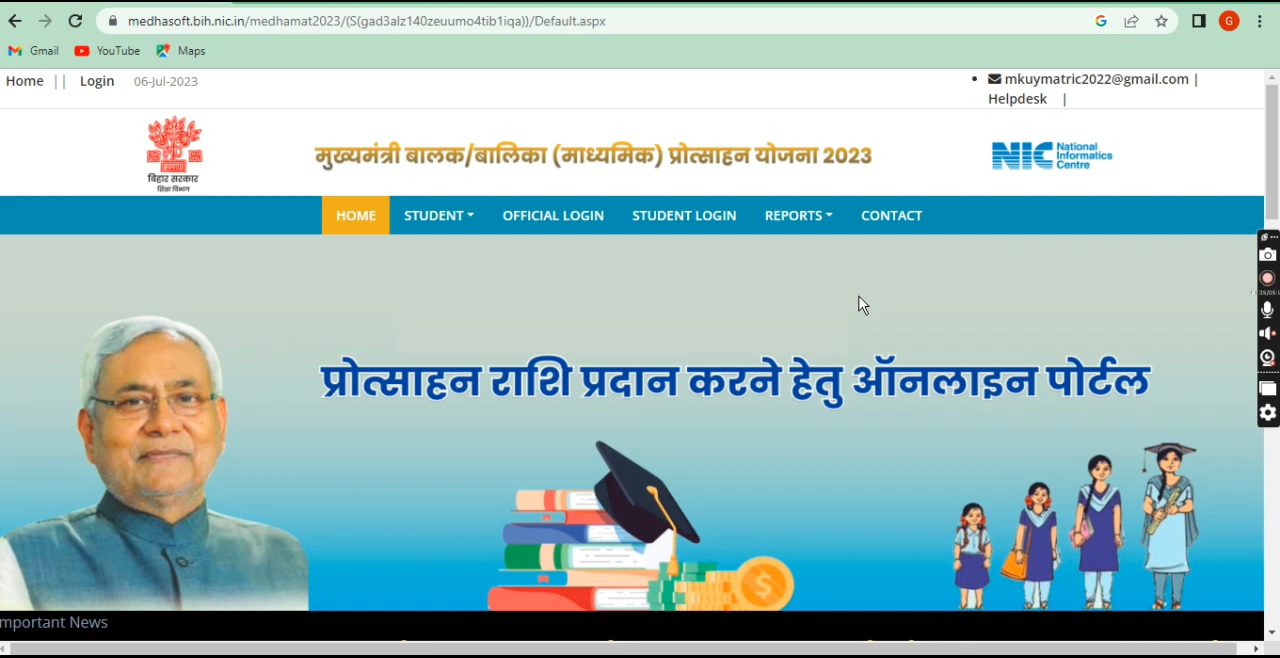 medhasoft.bih.nic.in/medhamat2023/(S(gad3alz140zeuumo4tib1iqa))/Default.aspx
G
G
Gmail YouTube Maps
Home || Login 06-Jul-2023
mkuymatric2022@gmail.com |
Helpdesk |
बिहार सरकार
शिक्षा विभाग
मुख्यमंत्री बालक/बालिका (माध्यमिक) प्रोत्साहन योजना 2023
NIC National Informatics Centre
HOME STUDENT OFFICIAL LOGIN STUDENT LOGIN REPORTS CONTACT
प्रोत्साहन राशि प्रदान करने हेतु ऑनलाइन पोर्टल
$
mportant News